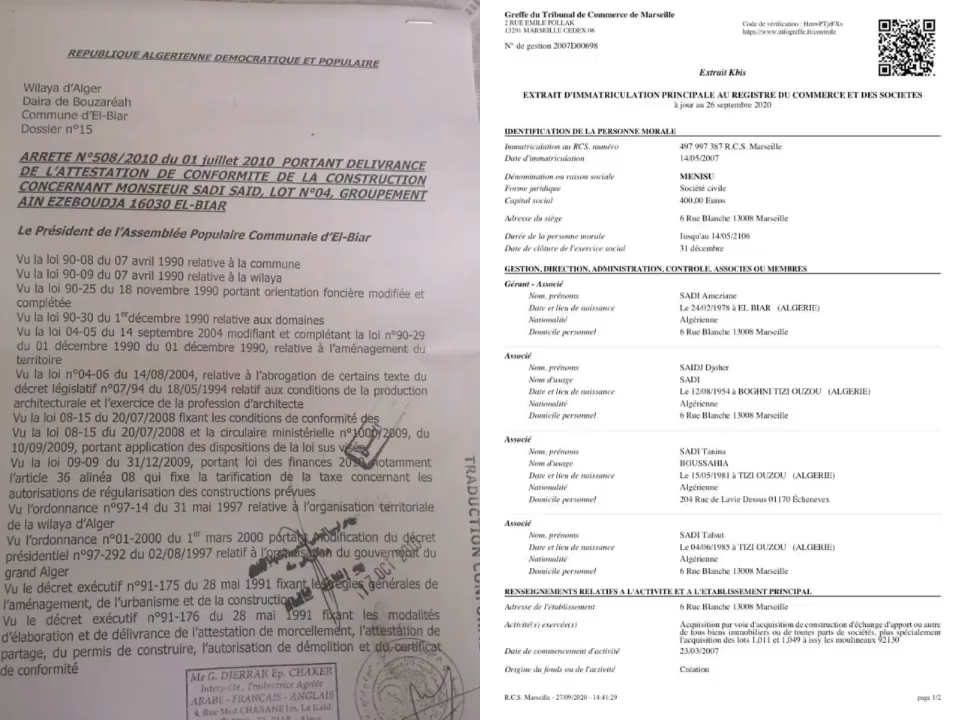 REPUBLIQUE ALGERIENNE DEMOCRATIQUE ET POPULAIRE
Wilaya d'Alger
Daira de Bouzaréah
Commune d'El-Biar
Dossier n°15
ARRETE N°508/2010 du 01 juillet 2010 PORTANT DELIVRANCE
DE L'ATTESTATION DE CONFORMITE DE LA CONSTRUCTION
CONCERNANT MONSIEUR SADI SAID, LOT N°04, GROUPEMENT
AIN EZEBOUDJA 16030 EL-BIAR
Le Président de l'Assemblée Populaire Communale d'El-Biar
Vu la loi 90-08 du 07 avril 1990 relative à la commune
Vu la loi 90-09 du 07 avril 1990 relative à la wilaya
Vu la loi 90-25 du 18 novembre 1990 portant orientation foncière modifiée et
complétée
Vu la loi 90-30 du 1er décembre 1990 relative aux domaines
Vu la loi 04-05 du 14 septembre 2004 modifiant et complétant la loi n°90-29
du 01 décembre 1990 du 01 décembre 1990, relative à l'aménagement du
territoire
Vu la loi n°04-06 du 14/08/2004, relative à l'abrogation de certains texte du
décret législatif n°07/94 du 18/05/1994 relatif aux conditions de la production
architecturale et l'exercice de la profession d'architecte
Vu la loi 08-15 du 20/07/2008 fixant les conditions de conformité des
Vu la loi 08-15 du 20/07/2008 et la circulaire ministérielle n°1000/2009, du
10/09/2009, portant application des dispositions de la loi sus visées
Vu la loi 09-09 du 31/12/2009, portant loi des finances 2010 notamment
l'article 36 alinéa 08 qui fixe la tarification de la taxe concernant les
autorisations de régularisation des constructions prévues
Vu l'ordonnance n°97-14 du 31 mai 1997 relative à l'organisation territoriale
de la wilaya d'Alger
Vu l'ordonnance n°01-2000 du 1er mars 2000 portant modification du décret
présidentiel n°97-292 du 02/08/1997 relatif à l'organisation du gouvernorat du
grand Alger
Vu le décret exécutif n°91-175 du 28 mai 1991 fixant les règles générales de
l'aménagement, de l'urbanisme et de la construction
Vu le décret exécutif n°91-176 du 28 mai 1991 fixant les modalités
d'élaboration et de délivrance de l'attestation de morcellement, l'attestation de
partage, du permis de construire, l'autorisation de démolition et du certificat
de conformité
TRADUCTION
OCT
Me G. DJERRAR Ep. CHAKER
Interprète, Traductrice Agréée
ARABE - FRANÇAIS - ANGLAIS
4, Rue Med CHABANE
Greffe du Tribunal de Commerce de Marseille
2 RUE EMILE POLLAK
13291 MARSEILLE CEDEX 06
N° de gestion 2007D00698
Code de vérification :
https://www.infogreffe.fr/controle
Extrait Kbis
EXTRAIT D'IMMATRICULATION PRINCIPALE AU REGISTRE DU COMMERCE ET DES SOCIETES
à jour au 26 septembre 2020
IDENTIFICATION DE LA PERSONNE MORALE
Immatriculation au RCS, numéro 497 997 387 R.C.S. Marseille
Date d'immatriculation 14/05/2007
Dénomination ou raison sociale MENISU
Forme juridique Société civile
Capital social 400,00 Euros
Adresse du siège 6 Rue Blanche 13008 Marseille
Durée de la personne morale Jusqu'au 14/05/2106
Date de clôture de l'exercice social 31 décembre
GESTION, DIRECTION, ADMINISTRATION, CONTROLE, ASSOCIES OU MEMBRES
Gérant - Associé
Nom, prénoms SADI Ameziane
Date et lieu de naissance Le 24/02/1978 à EL BIAR (ALGERIE)
Nationalité Algérienne
Domicile personnel 6 Rue Blanche 13008 Marseille
Associé
Nom, prénoms SAIDJ Djoher
Nom d'usage SADI
Date et lieu de naissance Le 12/08/1954 à BOGHNI TIZI OUZOU (ALGERIE)
Nationalité Algérienne
Domicile personnel 6 Rue Blanche 13008 Marseille
Associé
Nom, prénoms SADI Tanina
Nom d'usage BOUSSAHIA
Date et lieu de naissance Le 15/05/1981 à TIZI OUZOU (ALGERIE)
Nationalité Algérienne
Domicile personnel 204 Rue de Lavie Dessus 01170 Échenevex
Associé
Nom, prénoms SADI Tafsut
Date et lieu de naissance Le 04/06/1985 à TIZI OUZOU (ALGERIE)
Nationalité Algérienne
Domicile personnel 6 Rue Blanche 13008 Marseille
RENSEIGNEMENTS RELATIFS A L'ACTIVITE ET A L'ETABLISSEMENT PRINCIPAL
Adresse de l'établissement 6 Rue Blanche 13008 Marseille
Activité(s) exercée(s) Acquisition par voie d'acquisition de construction d'échange d'apport ou autre
de tous biens immobiliers ou de toutes parts de sociétés, plus spécialement
l'acquisition des lots 1,011 et 1,049 à issy les moulineaux 92130
Date de commencement d'activité 23/03/2007
Origine du fonds ou de l'activité Création
R.C.S. Marseille - 27/09/2020 - 14:41:29
page 1/2